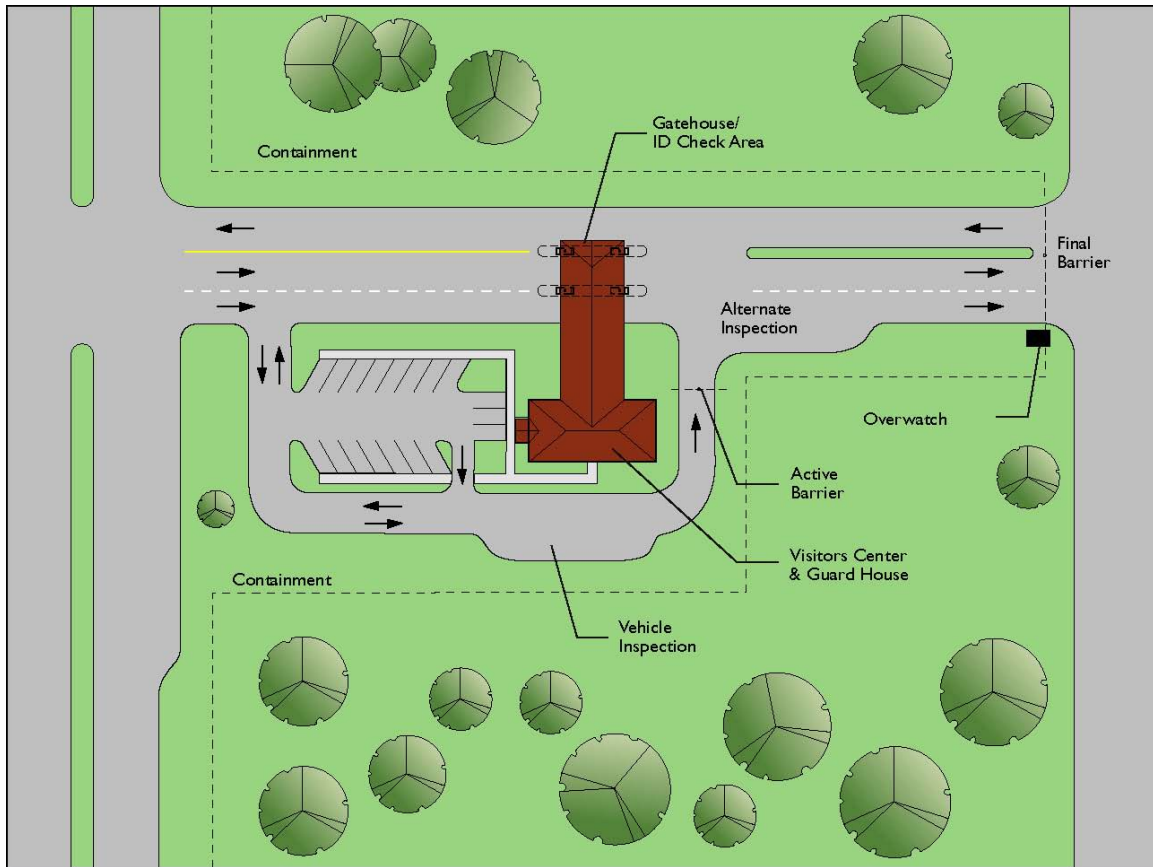 Gatehouse/
ID Check Area
Containment
Final
Barrier
Alternate
Inspection
Overwatch
Active
Barrier
Visitors Center
& Guard House
Containment
Vehicle
Inspection